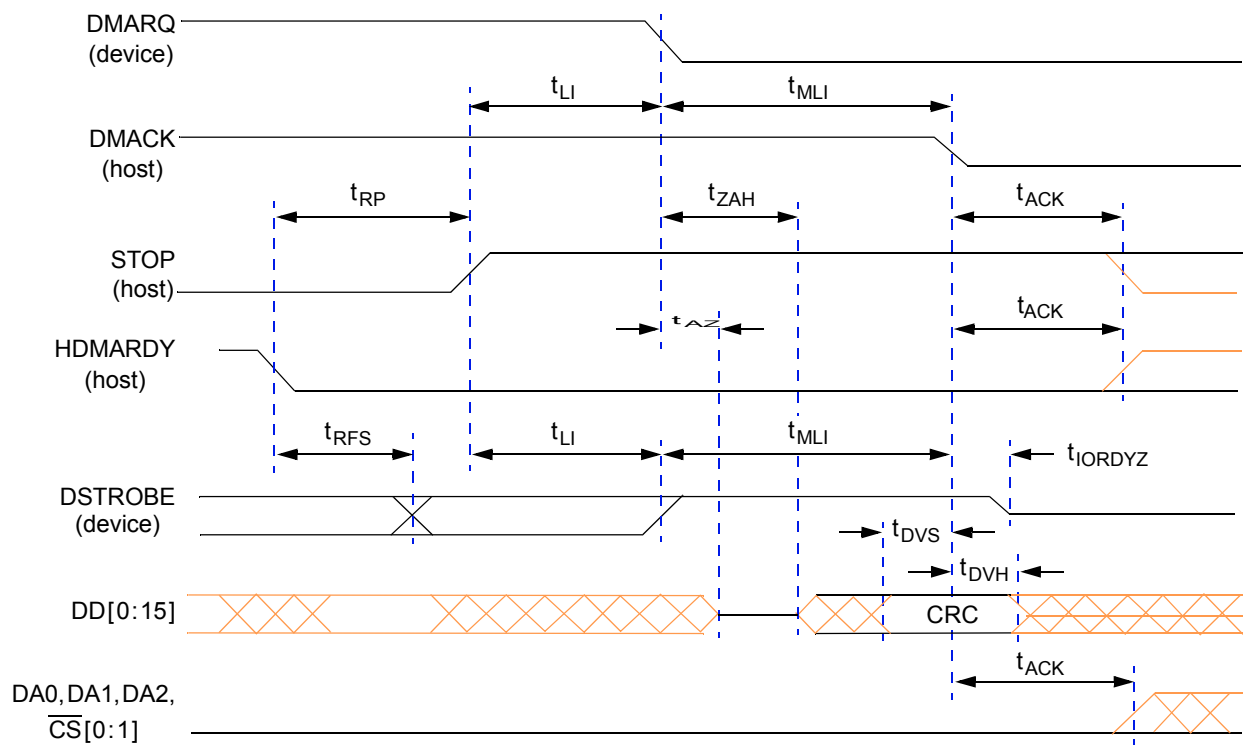 DMARQ
(device)
tLI
tMLI
DMACK
(host)
tRP
tZAH
tACK
STOP
(host)
tAZ
tACK
HDMARDY
(host)
tRFS
tLI
tMLI
tIORDYZ
DSTROBE
(device)
tDVS
tDVH
DD[0:15]
CRC
tACK
DA0,DA1,DA2,
CS[0:1]